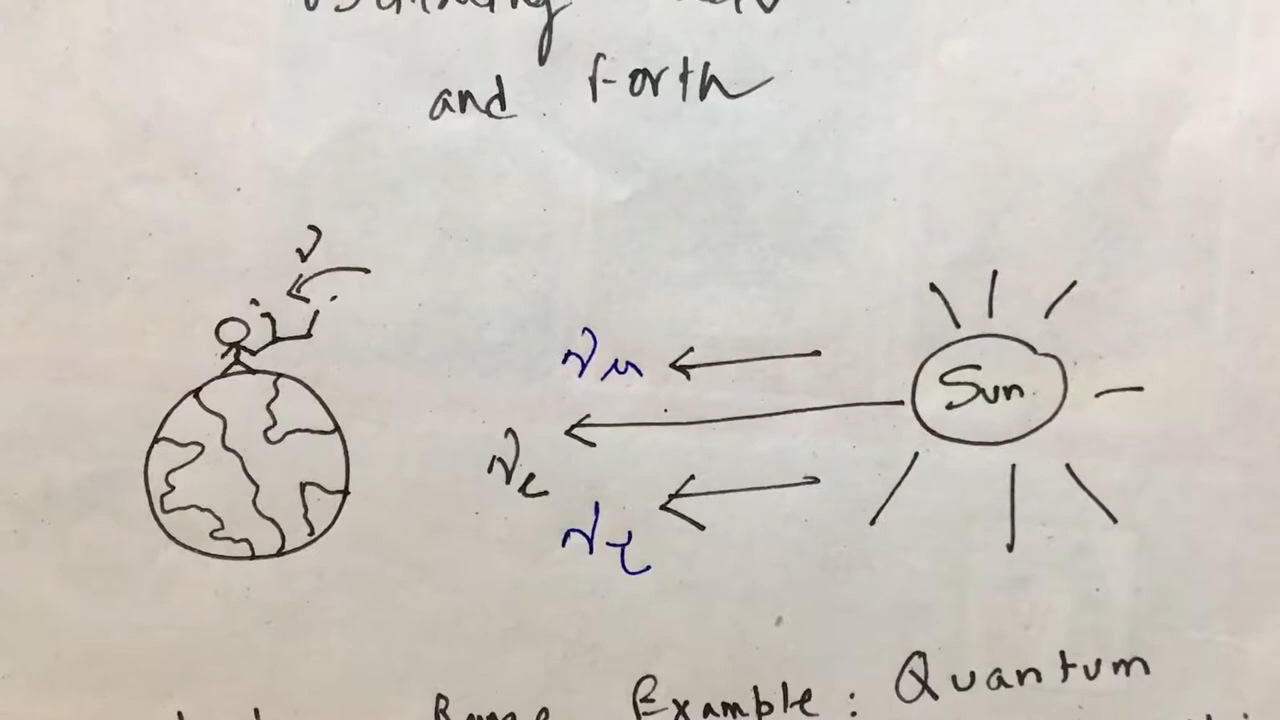 and forth
ν
νμ
Sun
νe
ντ
Example: Quantum